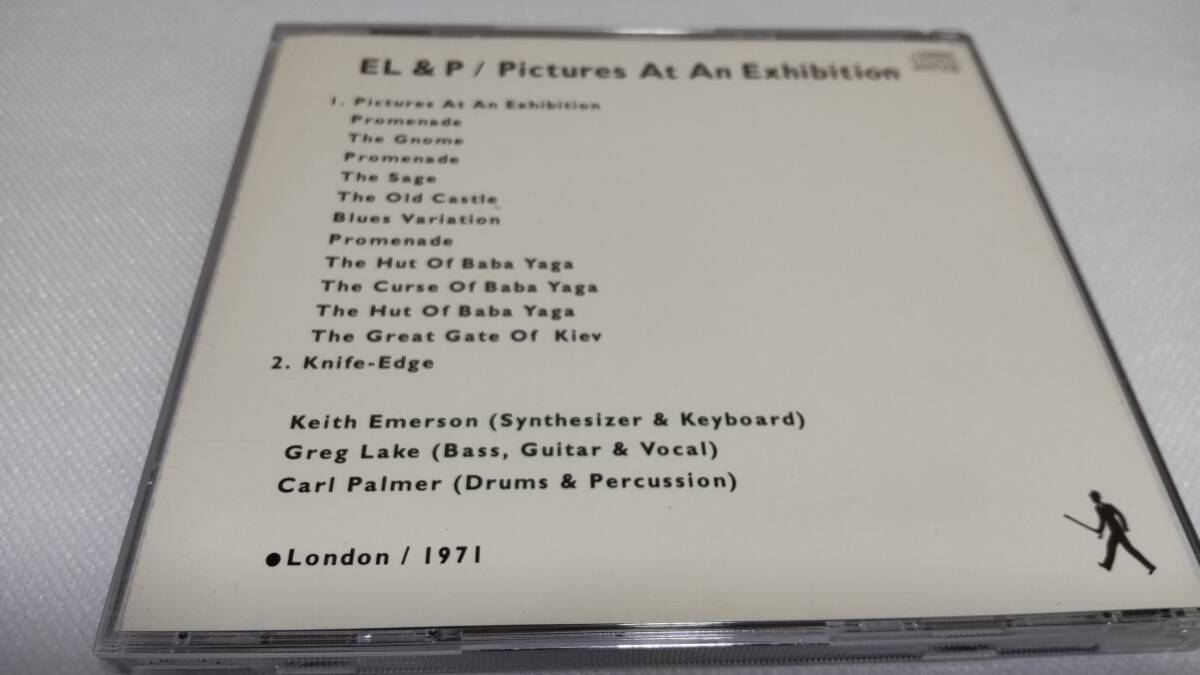 EL & P / Pictures At An Exhibition
1. Pictures At An Exhibition
Promenade
The Gnome
Promenade
The Sage
The Old Castle
Blues Variation
Promenade
The Hut Of Baba Yaga
The Curse Of Baba Yaga
The Hut Of Baba Yaga
The Great Gate Of Kiev
2. Knife-Edge
Keith Emerson (Synthesizer & Keyboard)
Greg Lake (Bass, Guitar & Vocal)
Carl Palmer (Drums & Percussion)
●London / 1971